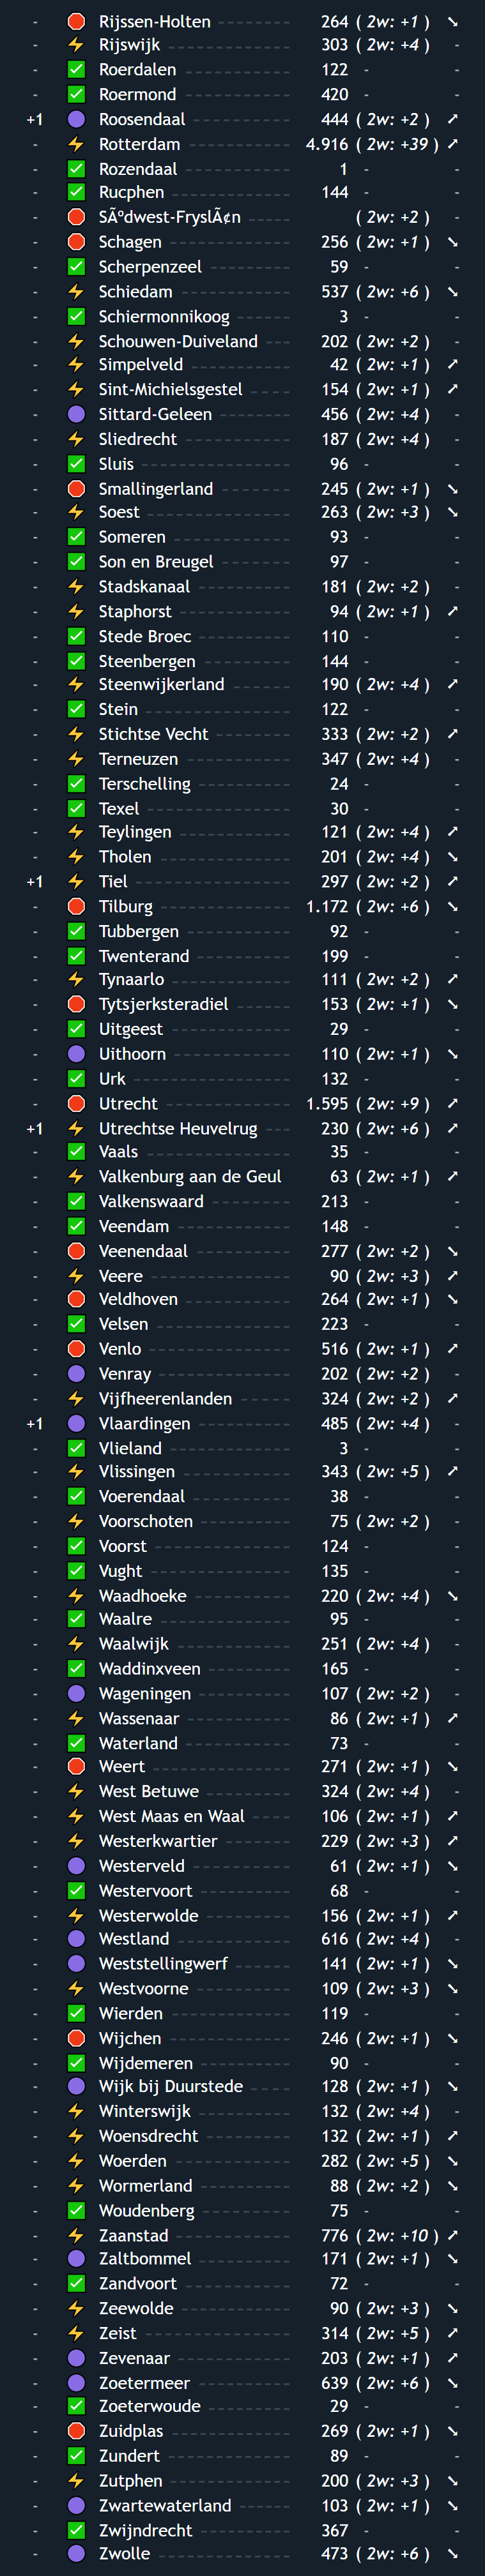 - Rijssen-Holten 264 ( 2w: +1 ) ➘
- Rijswijk 303 ( 2w: +4 ) -
- Roerdalen 122 - -
- Roermond 420 - -
+1 Roosendaal 444 ( 2w: +2 ) ➚
- Rotterdam 4.916 ( 2w: +39 ) ➚
- Rozendaal 1 - -
- Rucphen 144 - -
- SÃºdwest-FryslÃ¢n ( 2w: +2 ) -
- Schagen 256 ( 2w: +1 ) ➘
- Scherpenzeel 59 - -
- Schiedam 537 ( 2w: +6 ) ➘
- Schiermonnikoog 3 - -
- Schouwen-Duiveland 202 ( 2w: +2 ) -
- Simpelveld 42 ( 2w: +1 ) ➚
- Sint-Michielsgestel 154 ( 2w: +1 ) ➚
- Sittard-Geleen 456 ( 2w: +4 ) -
- Sliedrecht 187 ( 2w: +4 ) -
- Sluis 96 - -
- Smallingerland 245 ( 2w: +1 ) ➘
- Soest 263 ( 2w: +3 ) ➘
- Someren 93 - -
- Son en Breugel 97 - -
- Stadskanaal 181 ( 2w: +2 ) -
- Staphorst 94 ( 2w: +1 ) ➚
- Stede Broec 110 - -
- Steenbergen 144 - -
- Steenwijkerland 190 ( 2w: +4 ) ➚
- Stein 122 - -
- Stichtse Vecht 333 ( 2w: +2 ) ➚
- Terneuzen 347 ( 2w: +4 ) -
- Terschelling 24 - -
- Texel 30 - -
- Teylingen 121 ( 2w: +4 ) ➚
- Tholen 201 ( 2w: +4 ) ➘
+1 Tiel 297 ( 2w: +2 ) ➚
- Tilburg 1.172 ( 2w: +6 ) ➘
- Tubbergen 92 - -
- Twenterand 199 - -
- Tynaarlo 111 ( 2w: +2 ) ➚
- Tytsjerksteradiel 153 ( 2w: +1 ) ➘
- Uitgeest 29 - -
- Uithoorn 110 ( 2w: +1 ) ➘
- Urk 132 - -
- Utrecht 1.595 ( 2w: +9 ) ➚
+1 Utrechtse Heuvelrug 230 ( 2w: +6 ) ➚
- Vaals 35 - -
- Valkenburg aan de Geul 63 ( 2w: +1 ) ➚
- Valkenswaard 213 - -
- Veendam 148 - -
- Veenendaal 277 ( 2w: +2 ) ➘
- Veere 90 ( 2w: +3 ) ➚
- Veldhoven 264 ( 2w: +1 ) ➘
- Velsen 223 - -
- Venlo 516 ( 2w: +1 ) ➚
- Venray 202 ( 2w: +2 ) -
- Vijfheerenlanden 324 ( 2w: +2 ) ➚
+1 Vlaardingen 485 ( 2w: +4 ) -
- Vlieland 3 - -
- Vlissingen 343 ( 2w: +5 ) ➚
- Voerendaal 38 - -
- Voorschoten 75 ( 2w: +2 ) -
- Voorst 124 - -
- Vught 135 - -
- Waadhoeke 220 ( 2w: +4 ) ➘
- Waalre 95 - -
- Waalwijk 251 ( 2w: +4 ) -
- Waddinxveen 165 - -
- Wageningen 107 ( 2w: +2 ) -
- Wassenaar 86 ( 2w: +1 ) ➚
- Waterland 73 - -
- Weert 271 ( 2w: +1 ) ➘
- West Betuwe 324 ( 2w: +4 ) -
- West Maas en Waal 106 ( 2w: +1 ) ➚
- Westerkwartier 229 ( 2w: +3 ) ➚
- Westerveld 61 ( 2w: +1 ) ➘
- Westervoort 68 - -
- Westerwolde 156 ( 2w: +1 ) ➚
- Westland 616 ( 2w: +4 ) -
- Weststellingwerf 141 ( 2w: +1 ) ➘
- Westvoorne 109 ( 2w: +3 ) ➘
- Wierden 119 - -
- Wijchen 246 ( 2w: +1 ) ➘
- Wijdemeren 90 - -
- Wijk bij Duurstede 128 ( 2w: +1 ) ➘
- Winterswijk 132 ( 2w: +4 ) -
- Woensdrecht 132 ( 2w: +1 ) ➚
- Woerden 282 ( 2w: +5 ) ➘
- Wormerland 88 ( 2w: +2 ) ➘
- Woudenberg 75 - -
- Zaanstad 776 ( 2w: +10 ) ➚
- Zaltbommel 171 ( 2w: +1 ) ➘
- Zandvoort 72 - -
- Zeewolde 90 ( 2w: +3 ) ➘
- Zeist 314 ( 2w: +5 ) ➚
- Zevenaar 203 ( 2w: +1 ) ➚
- Zoetermeer 639 ( 2w: +6 ) ➘
- Zoeterwoude 29 - -
- Zuidplas 269 ( 2w: +1 ) ➘
- Zundert 89 - -
- Zutphen 200 ( 2w: +3 ) ➘
- Zwartewaterland 103 ( 2w: +1 ) ➘
- Zwijndrecht 367 - -
- Zwolle 473 ( 2w: +6 ) ➘